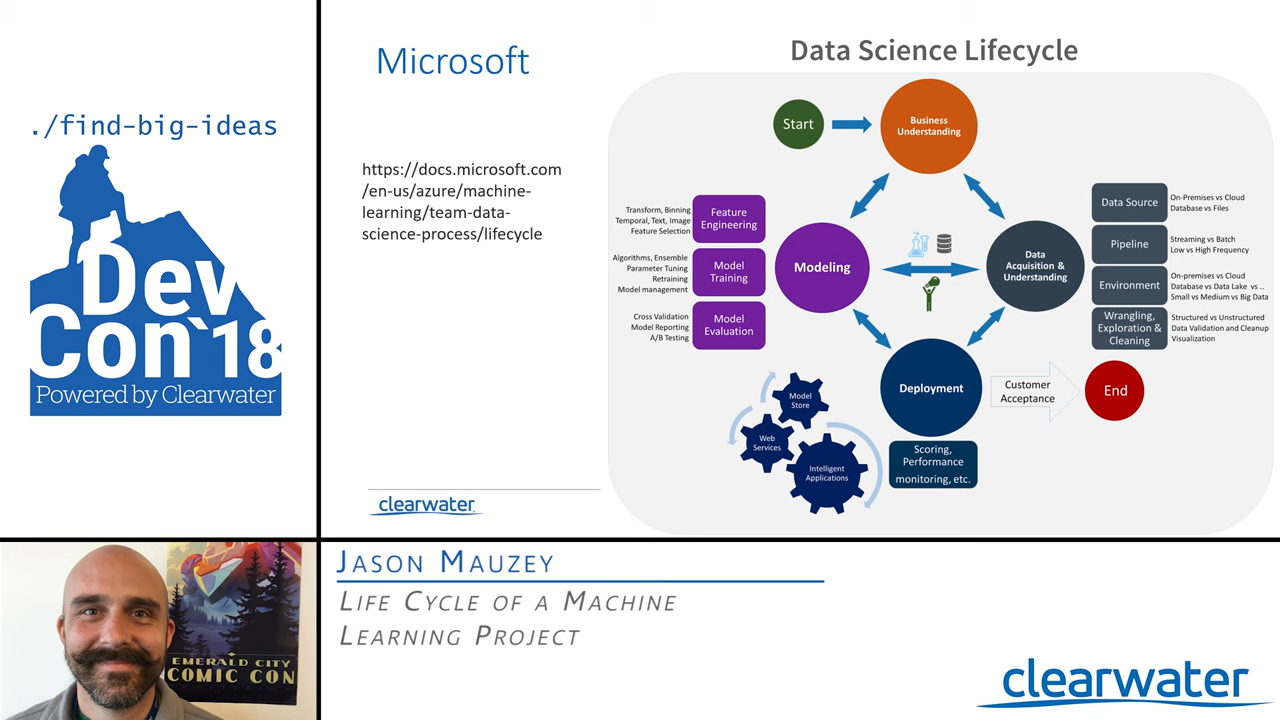 ./find-big-ideas
Dev
Con`18
Powered by Clearwater
Microsoft
https://docs.microsoft.com
/en-us/azure/machine-
learning/team-data-
science-process/lifecycle
clearwater
Data Science Lifecycle
Start
Business
Understanding
Transform, Binning
Temporal, Text, Image
Feature Selection
Feature
Engineering
Algorithms, Ensemble
Parameter Tuning
Retraining
Model management
Model
Training
Cross Validation
Model Reporting
A/B Testing
Model
Evaluation
Modeling
Data
Acquisition &
Understanding
Data Source
On-Premises vs Cloud
Database vs Files
Pipeline
Streaming vs Batch
Low vs High Frequency
Environment
On-premises vs Cloud
Database vs Data Lake vs ..
Small vs Medium vs Big Data
Wrangling,
Exploration &
Cleaning
Structured vs Unstructured
Data Validation and Cleanup
Visualization
Deployment
Customer
Acceptance
End
Model
Store
Web
Services
Intelligent
Applications
Scoring,
Performance
monitoring, etc.
EMERALD CITY
COMIC CON
Jason Mauzey
Life Cycle of a Machine
Learning Project
clearwater